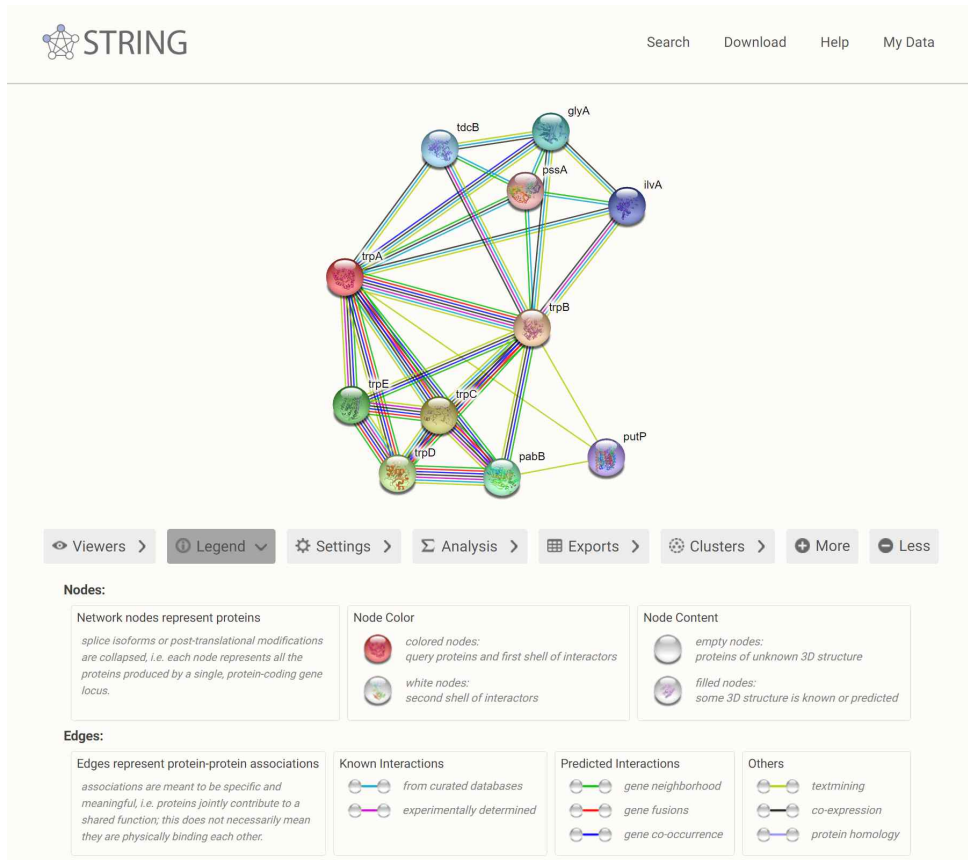 STRING
Search Download Help My Data
glyA
tdcB
pssA
ilvA
trpA
trpB
trpE
trpC
putP
trpD
pabB
Viewers Legend Settings Analysis Exports Clusters More Less
Nodes:
Network nodes represent proteins
splice isoforms or post-translational modifications
are collapsed, i.e. each node represents all the
proteins produced by a single, protein-coding gene
locus.
Node Color
colored nodes:
query proteins and first shell of interactors
white nodes:
second shell of interactors
Node Content
empty nodes:
proteins of unknown 3D structure
filled nodes:
some 3D structure is known or predicted
Edges:
Edges represent protein-protein associations
associations are meant to be specific and
meaningful, i.e. proteins jointly contribute to a
shared function; this does not necessarily mean
they are physically binding each other.
Known Interactions
from curated databases
experimentally determined
Predicted Interactions
gene neighborhood
gene fusions
gene co-occurrence
Others
textmining
co-expression
protein homology